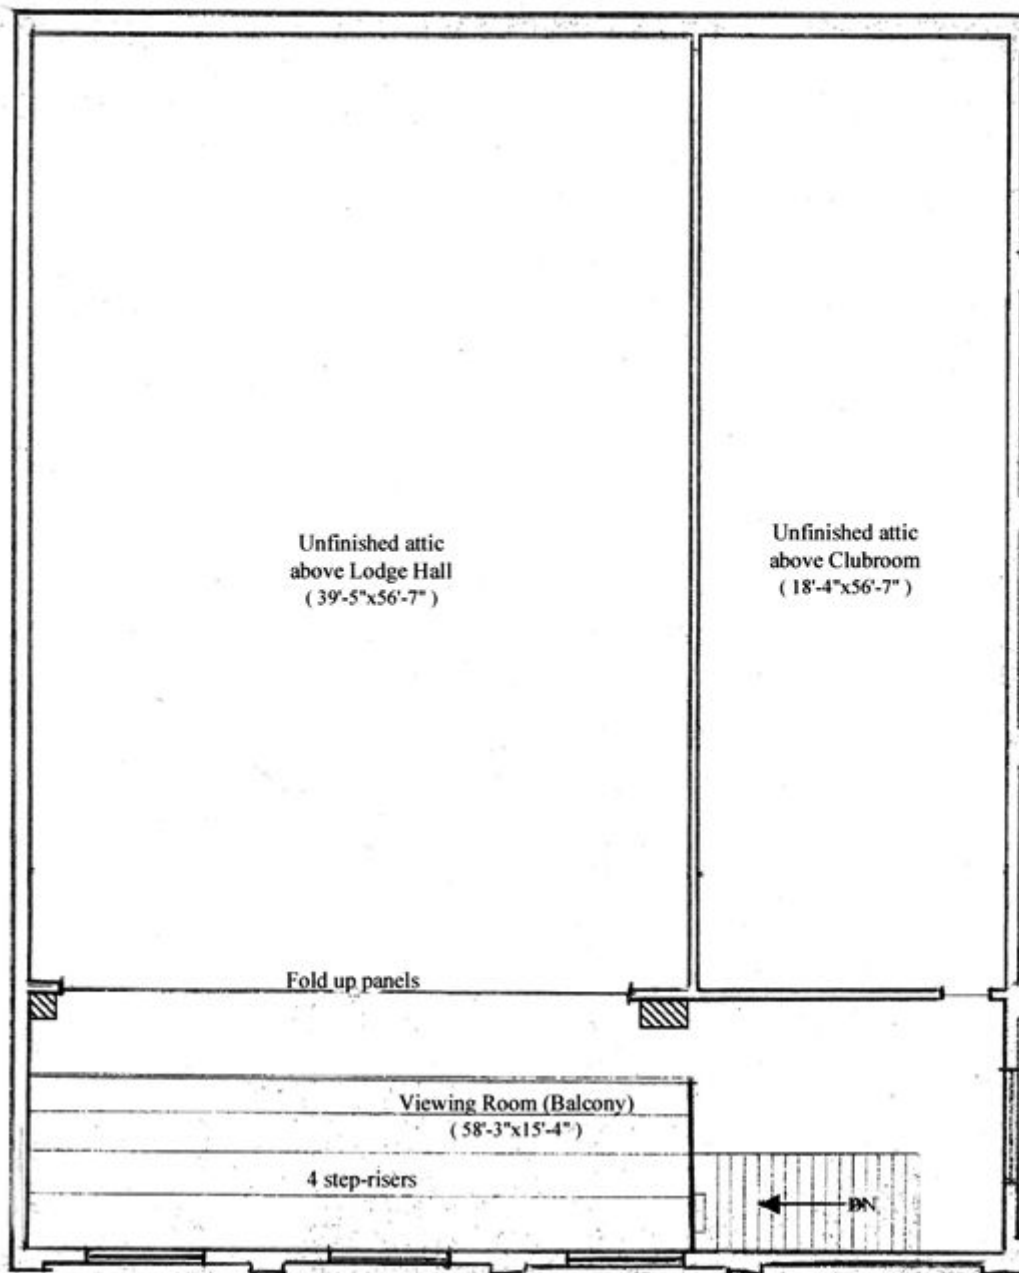 Unfinished attic
above Lodge Hall
( 39'-5"x56'-7" )
Unfinished attic
above Clubroom
( 18'-4"x56'-7" )
Fold up panels
Viewing Room (Balcony)
( 58'-3"x15'-4" )
4 step-risers
DN